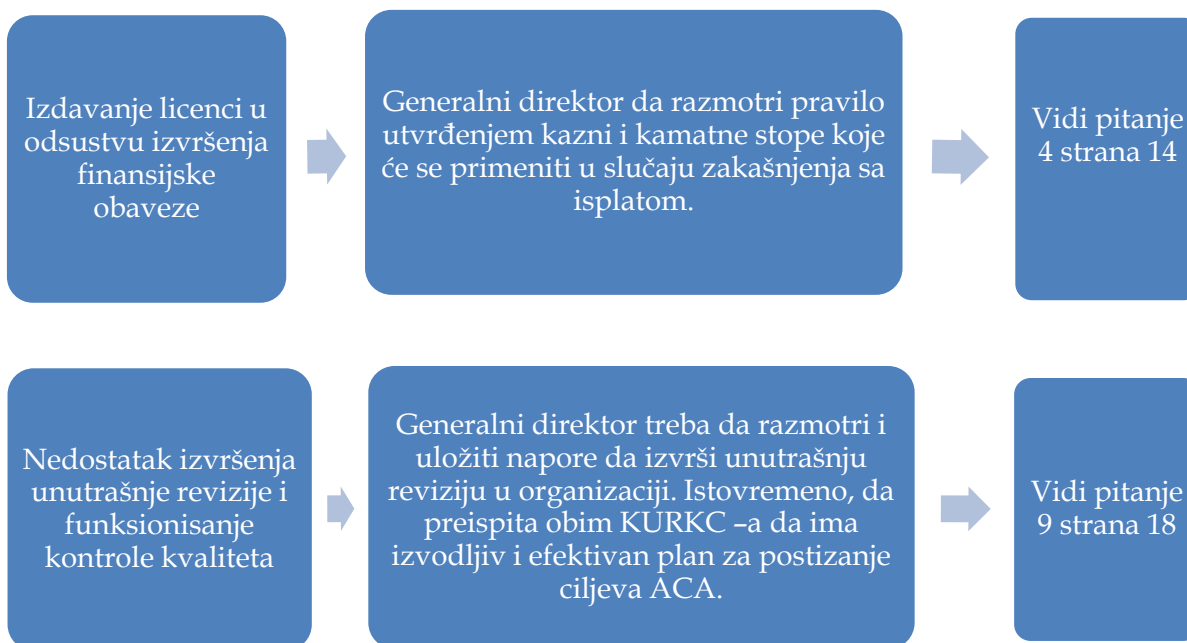 Izdavanje licenci u
odsustvu izvršenja
finansijske
obaveze
Generalni direktor da razmotri pravilo
utvrđenjem kazni i kamatne stope koje
će se primeniti u slučaju zakašnjenja sa
isplatom.
Vidi pitanje
4 strana 14
Nedostatak izvršenja
unutrašnje revizije i
funksionisanje
kontrole kvaliteta
Generalni direktor treba da razmotri i
uložiti napore da izvrši unutrašnju
reviziju u organizaciji. Istovremeno, da
preispita obim KURKC –a da ima
izvodljiv i efektivan plan za postizanje
ciljeva ACA.
Vidi pitanje
9 strana 18